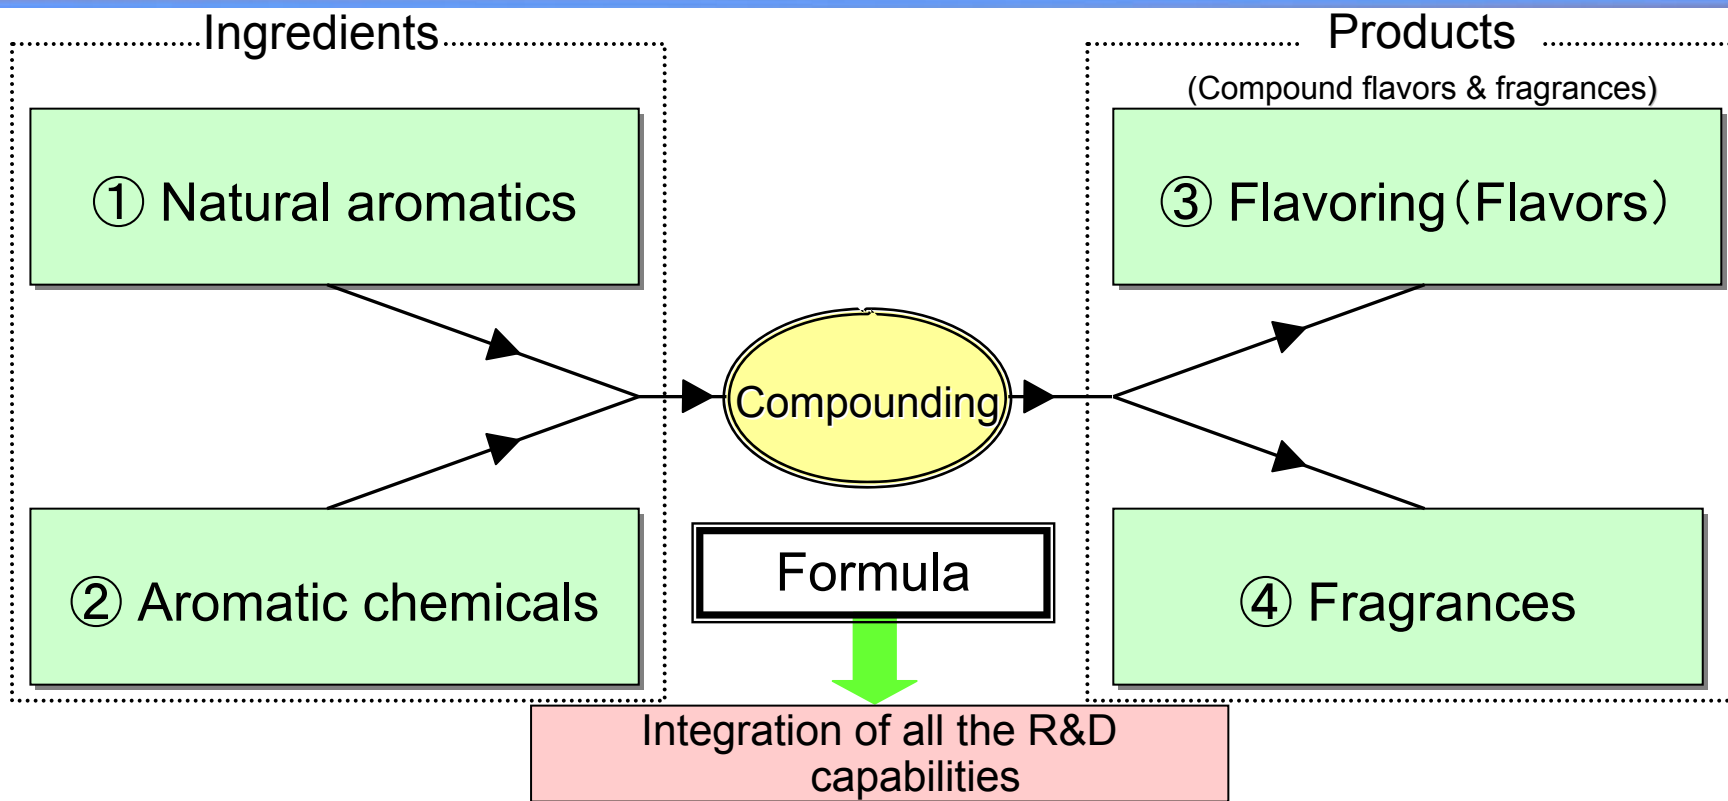 Ingredients
Products
(Compound flavors & fragrances)
① Natural aromatics
③ Flavoring（Flavors）
Compounding
② Aromatic chemicals
Formula
④ Fragrances
Integration of all the R&D
capabilities